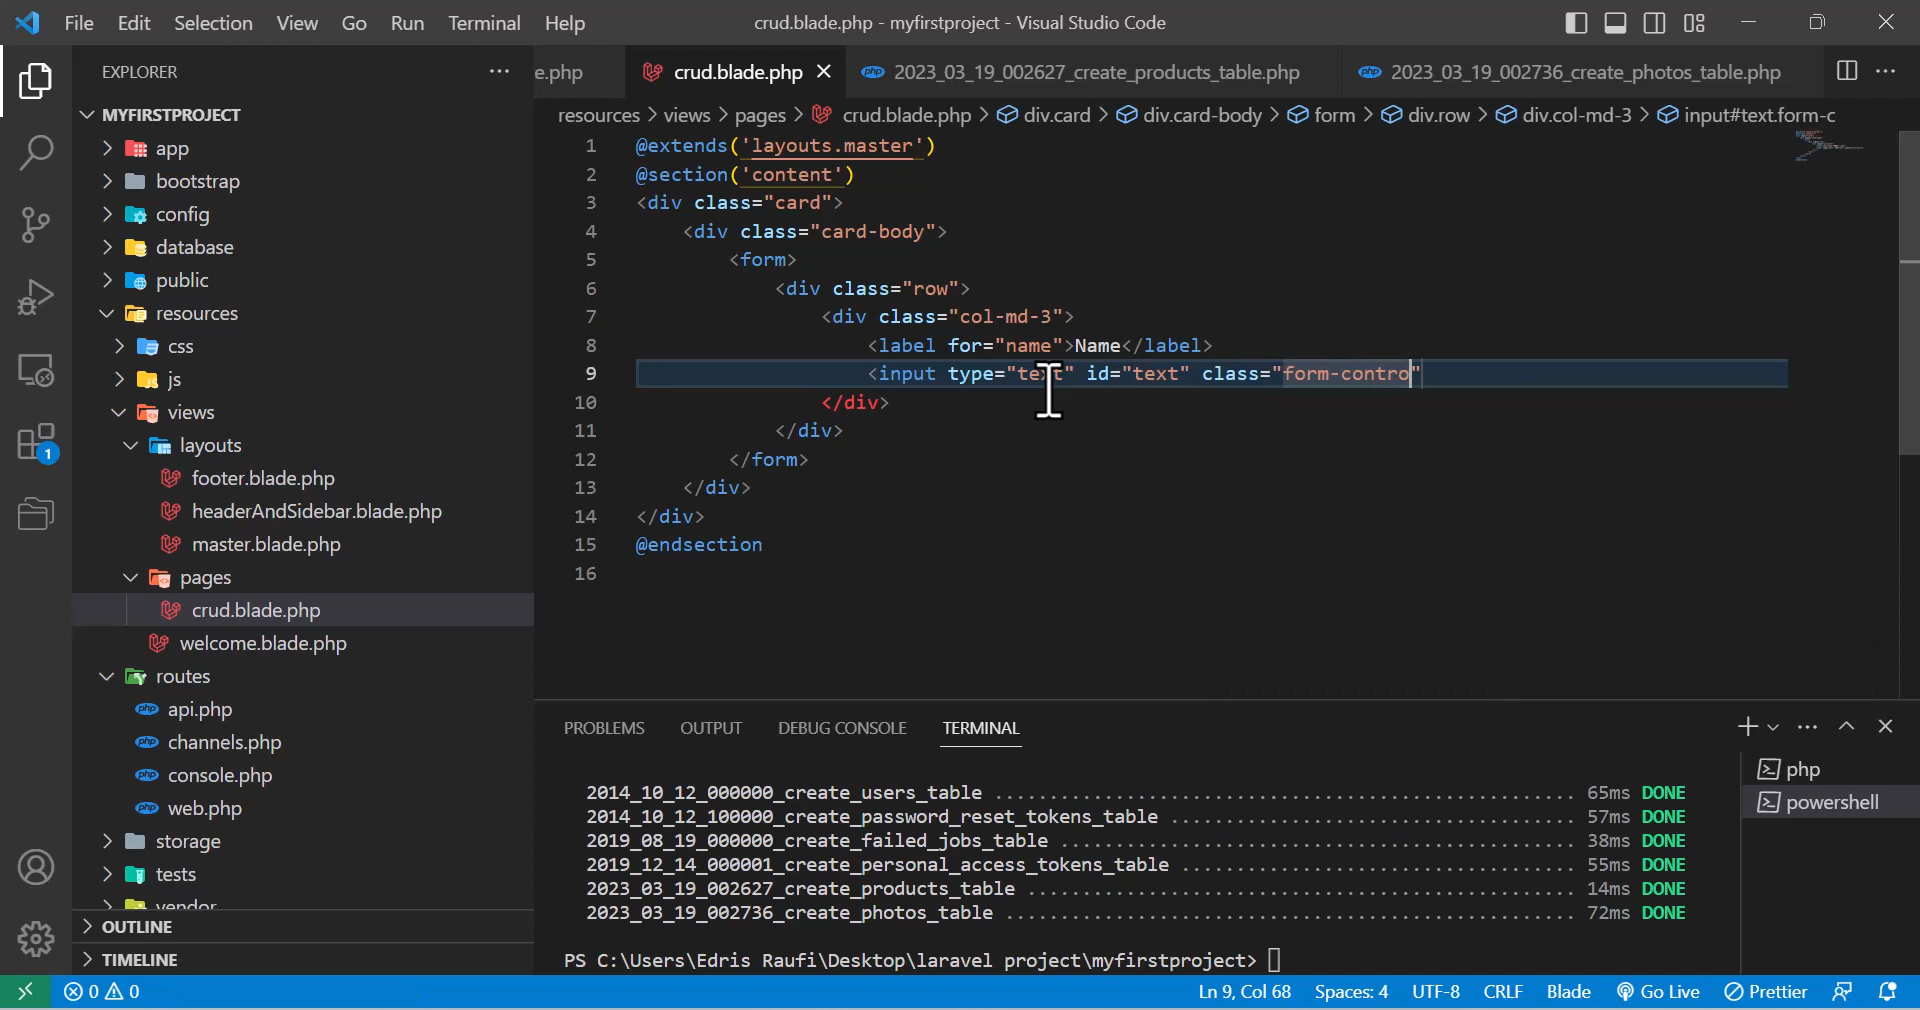 File Edit Selection View Go Run Terminal Help
crud.blade.php - myfirstproject - Visual Studio Code
EXPLORER
MYFIRSTPROJECT
app
bootstrap
config
database
public
resources
css
js
views
layouts
footer.blade.php
headerAndSidebar.blade.php
master.blade.php
pages
crud.blade.php
welcome.blade.php
routes
api.php
channels.php
console.php
web.php
storage
tests
vendor
OUTLINE
TIMELINE
1
e.php
crud.blade.php
php 2023_03_19_002627_create_products_table.php
php 2023_03_19_002736_create_photos_table.php
resources > views > pages > crud.blade.php > div.card > div.card-body > form > div.row > div.col-md-3 > input#text.form-c
1 @extends('layouts.master')
2 @section('content')
3 <div class="card">
4 <div class="card-body">
5 <form>
6 <div class="row">
7 <div class="col-md-3">
8 <label for="name">Name</label>
9 <input type="text" id="text" class="form-contro"
10 </div>
11 </div>
12 </form>
13 </div>
14 </div>
15 @endsection
16
PROBLEMS OUTPUT DEBUG CONSOLE TERMINAL
2014_10_12_000000_create_users_table ........ 65ms DONE
2014_10_12_100000_create_password_reset_tokens_table ........ 57ms DONE
2019_08_19_000000_create_failed_jobs_table ........ 38ms DONE
2019_12_14_000001_create_personal_access_tokens_table ........ 55ms DONE
2023_03_19_002627_create_products_table ........ 14ms DONE
2023_03_19_002736_create_photos_table ........ 72ms DONE
PS C:\Users\Edris Raufi\Desktop\laravel project\myfirstproject>
php
powershell
0 0
Ln 9, Col 68 Spaces: 4 UTF-8 CRLF Blade Go Live Prettier